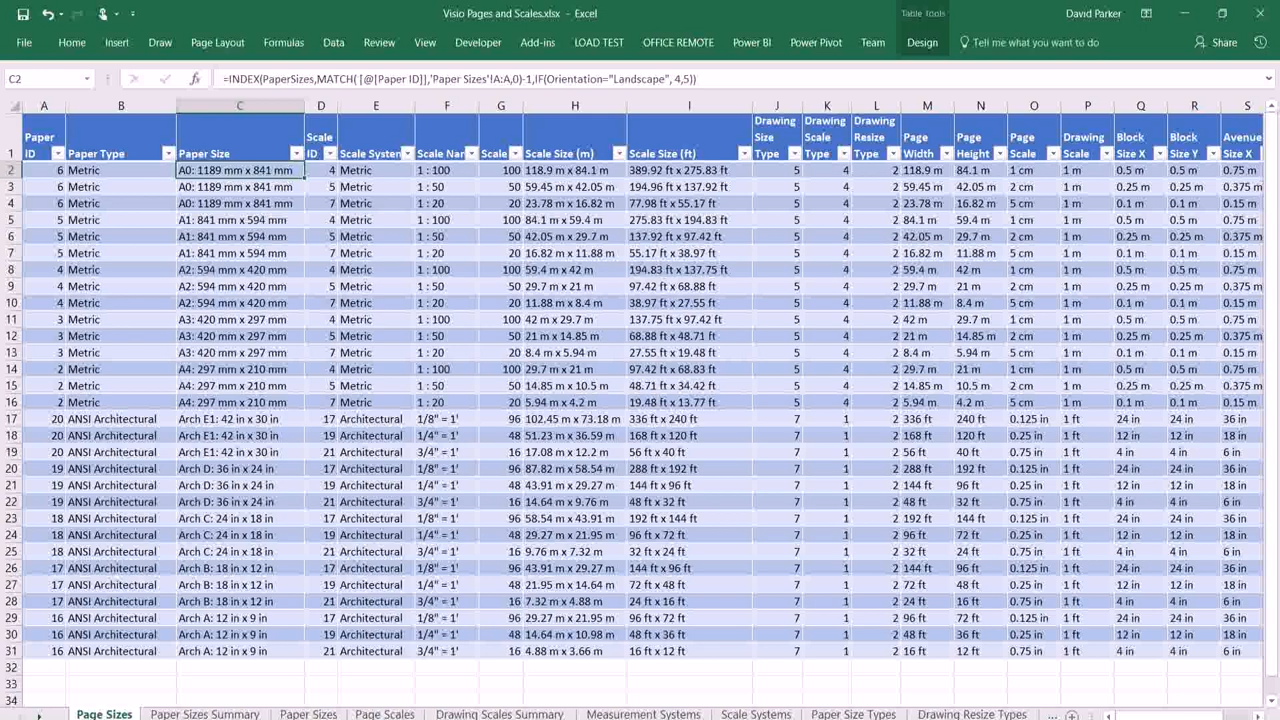 Visio Pages and Scales.xlsx - Excel Table Tools David Parker
File Home Insert Draw Page Layout Formulas Data Review View Developer Add-ins LOAD TEST OFFICE REMOTE Power BI Power Pivot Team Design Tell me what you want to do Share
C2 fx =INDEX(PaperSizes,MATCH( [@[Paper ID]],'Paper Sizes'!A:A,0)-1,IF(Orientation="Landscape", 4,5))
A B C D E F G H I J K L M N O P Q R S
1 Paper ID Paper Type Paper Size Scale ID Scale System Scale Nar Scale Scale Size (m) Scale Size (ft) Drawing Size Type Drawing Scale Type Drawing Resize Type Page Width Page Height Page Scale Drawing Scale Block Size X Block Size Y Avenue Size X
2 6 Metric A0: 1189 mm x 841 mm 4 Metric 1 : 100 100 118.9 m x 84.1 m 389.92 ft x 275.83 ft 5 4 2 118.9 m 84.1 m 1 cm 1 m 0.5 m 0.5 m 0.75 m
3 6 Metric A0: 1189 mm x 841 mm 5 Metric 1 : 50 50 59.45 m x 42.05 m 194.96 ft x 137.92 ft 5 4 2 59.45 m 42.05 m 2 cm 1 m 0.25 m 0.25 m 0.375 m
4 6 Metric A0: 1189 mm x 841 mm 7 Metric 1 : 20 20 23.78 m x 16.82 m 77.98 ft x 55.17 ft 5 4 2 23.78 m 16.82 m 5 cm 1 m 0.1 m 0.1 m 0.15 m
5 5 Metric A1: 841 mm x 594 mm 4 Metric 1 : 100 100 84.1 m x 59.4 m 275.83 ft x 194.83 ft 5 4 2 84.1 m 59.4 m 1 cm 1 m 0.5 m 0.5 m 0.75 m
6 5 Metric A1: 841 mm x 594 mm 5 Metric 1 : 50 50 42.05 m x 29.7 m 137.92 ft x 97.42 ft 5 4 2 42.05 m 29.7 m 2 cm 1 m 0.25 m 0.25 m 0.375 m
7 5 Metric A1: 841 mm x 594 mm 7 Metric 1 : 20 20 16.82 m x 11.88 m 55.17 ft x 38.97 ft 5 4 2 16.82 m 11.88 m 5 cm 1 m 0.1 m 0.1 m 0.15 m
8 4 Metric A2: 594 mm x 420 mm 4 Metric 1 : 100 100 59.4 m x 42 m 194.83 ft x 137.75 ft 5 4 2 59.4 m 42 m 1 cm 1 m 0.5 m 0.5 m 0.75 m
9 4 Metric A2: 594 mm x 420 mm 5 Metric 1 : 50 50 29.7 m x 21 m 97.42 ft x 68.88 ft 5 4 2 29.7 m 21 m 2 cm 1 m 0.25 m 0.25 m 0.375 m
10 4 Metric A2: 594 mm x 420 mm 7 Metric 1 : 20 20 11.88 m x 8.4 m 38.97 ft x 27.55 ft 5 4 2 11.88 m 8.4 m 5 cm 1 m 0.1 m 0.1 m 0.15 m
11 3 Metric A3: 420 mm x 297 mm 4 Metric 1 : 100 100 42 m x 29.7 m 137.75 ft x 97.42 ft 5 4 2 42 m 29.7 m 1 cm 1 m 0.5 m 0.5 m 0.75 m
12 3 Metric A3: 420 mm x 297 mm 5 Metric 1 : 50 50 21 m x 14.85 m 68.88 ft x 48.71 ft 5 4 2 21 m 14.85 m 2 cm 1 m 0.25 m 0.25 m 0.375 m
13 3 Metric A3: 420 mm x 297 mm 7 Metric 1 : 20 20 8.4 m x 5.94 m 27.55 ft x 19.48 ft 5 4 2 8.4 m 5.94 m 5 cm 1 m 0.1 m 0.1 m 0.15 m
14 2 Metric A4: 297 mm x 210 mm 4 Metric 1 : 100 100 29.7 m x 21 m 97.42 ft x 68.83 ft 5 4 2 29.7 m 21 m 1 cm 1 m 0.5 m 0.5 m 0.75 m
15 2 Metric A4: 297 mm x 210 mm 5 Metric 1 : 50 50 14.85 m x 10.5 m 48.71 ft x 34.42 ft 5 4 2 14.85 m 10.5 m 2 cm 1 m 0.25 m 0.25 m 0.375 m
16 2 Metric A4: 297 mm x 210 mm 7 Metric 1 : 20 20 5.94 m x 4.2 m 19.48 ft x 13.77 ft 5 4 2 5.94 m 4.2 m 5 cm 1 m 0.1 m 0.1 m 0.15 m
17 20 ANSI Architectural Arch E1: 42 in x 30 in 17 Architectural 1/8" = 1' 96 102.45 m x 73.18 m 336 ft x 240 ft 7 1 2 336 ft 240 ft 0.125 in 1 ft 24 in 24 in 36 in
18 20 ANSI Architectural Arch E1: 42 in x 30 in 19 Architectural 1/4" = 1' 48 51.23 m x 36.59 m 168 ft x 120 ft 7 1 2 168 ft 120 ft 0.25 in 1 ft 12 in 12 in 18 in
19 20 ANSI Architectural Arch E1: 42 in x 30 in 21 Architectural 3/4" = 1' 16 17.08 m x 12.2 m 56 ft x 40 ft 7 1 2 56 ft 40 ft 0.75 in 1 ft 4 in 4 in 6 in
20 19 ANSI Architectural Arch D: 36 in x 24 in 17 Architectural 1/8" = 1' 96 87.82 m x 58.54 m 288 ft x 192 ft 7 1 2 288 ft 192 ft 0.125 in 1 ft 24 in 24 in 36 in
21 19 ANSI Architectural Arch D: 36 in x 24 in 19 Architectural 1/4" = 1' 48 43.91 m x 29.27 m 144 ft x 96 ft 7 1 2 144 ft 96 ft 0.25 in 1 ft 12 in 12 in 18 in
22 19 ANSI Architectural Arch D: 36 in x 24 in 21 Architectural 3/4" = 1' 16 14.64 m x 9.76 m 48 ft x 32 ft 7 1 2 48 ft 32 ft 0.75 in 1 ft 4 in 4 in 6 in
23 18 ANSI Architectural Arch C: 24 in x 18 in 17 Architectural 1/8" = 1' 96 58.54 m x 43.91 m 192 ft x 144 ft 7 1 2 192 ft 144 ft 0.125 in 1 ft 24 in 24 in 36 in
24 18 ANSI Architectural Arch C: 24 in x 18 in 19 Architectural 1/4" = 1' 48 29.27 m x 21.95 m 96 ft x 72 ft 7 1 2 96 ft 72 ft 0.25 in 1 ft 12 in 12 in 18 in
25 18 ANSI Architectural Arch C: 24 in x 18 in 21 Architectural 3/4" = 1' 16 9.76 m x 7.32 m 32 ft x 24 ft 7 1 2 32 ft 24 ft 0.75 in 1 ft 4 in 4 in 6 in
26 17 ANSI Architectural Arch B: 18 in x 12 in 17 Architectural 1/8" = 1' 96 43.91 m x 29.27 m 144 ft x 96 ft 7 1 2 144 ft 96 ft 0.125 in 1 ft 24 in 24 in 36 in
27 17 ANSI Architectural Arch B: 18 in x 12 in 19 Architectural 1/4" = 1' 48 21.95 m x 14.64 m 72 ft x 48 ft 7 1 2 72 ft 48 ft 0.25 in 1 ft 12 in 12 in 18 in
28 17 ANSI Architectural Arch B: 18 in x 12 in 21 Architectural 3/4" = 1' 16 7.32 m x 4.88 m 24 ft x 16 ft 7 1 2 24 ft 16 ft 0.75 in 1 ft 4 in 4 in 6 in
29 16 ANSI Architectural Arch A: 12 in x 9 in 17 Architectural 1/8" = 1' 96 29.27 m x 21.95 m 96 ft x 72 ft 7 1 2 96 ft 72 ft 0.125 in 1 ft 24 in 24 in 36 in
30 16 ANSI Architectural Arch A: 12 in x 9 in 19 Architectural 1/4" = 1' 48 14.64 m x 10.98 m 48 ft x 36 ft 7 1 2 48 ft 36 ft 0.25 in 1 ft 12 in 12 in 18 in
31 16 ANSI Architectural Arch A: 12 in x 9 in 21 Architectural 3/4" = 1' 16 4.88 m x 3.66 m 16 ft x 12 ft 7 1 2 16 ft 12 ft 0.75 in 1 ft 4 in 4 in 6 in
32
33
34
Page Sizes Paper Sizes Summary Paper Sizes Page Scales Drawing Scales Summary Measurement Systems Scale Systems Paper Size Types Drawing Resize Types ...